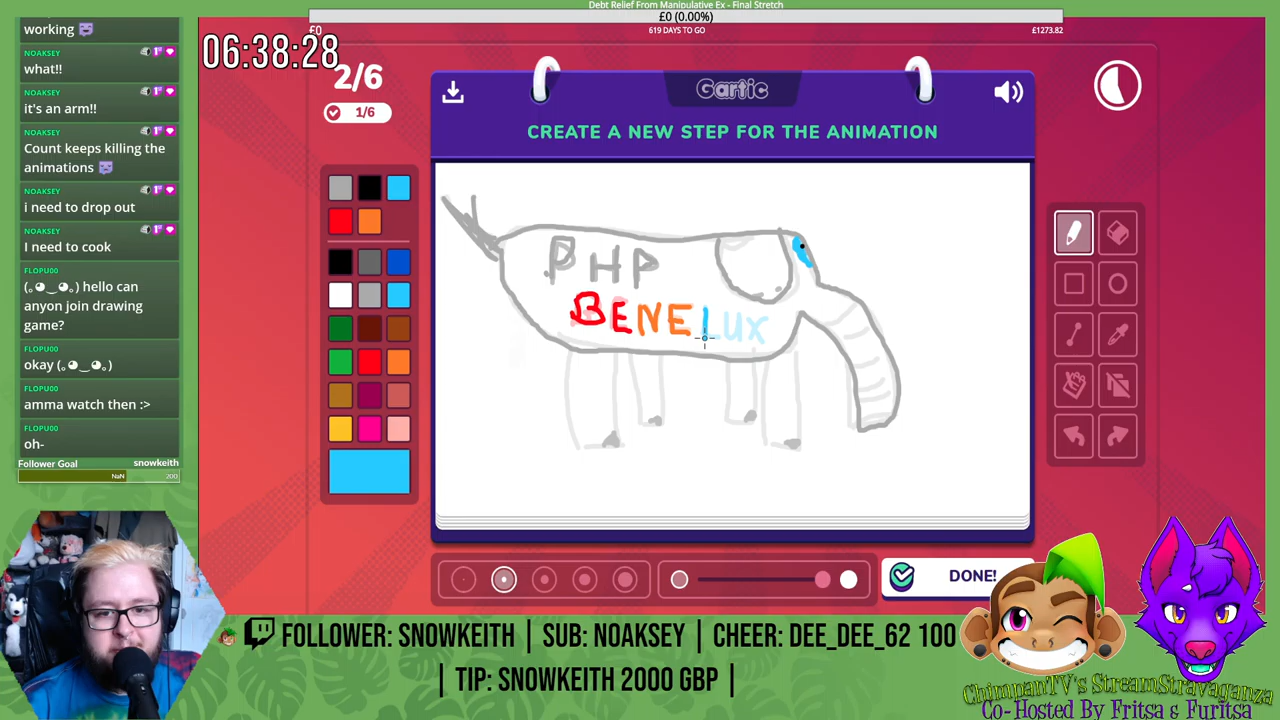 Debt Relief From Manipulative Ex - Final Stretch
£0 (0.00%)
£0
619 DAYS TO GO
£1273.82
06:38:28
working
NOAKSEY
what!!
NOAKSEY
it's an arm!!
NOAKSEY
Count keeps killing the
animations
NOAKSEY
i need to drop out
NOAKSEY
I need to cook
FLOPU00
(｡◕‿◕｡) hello can
anyon join drawing
game?
FLOPU00
okay (｡◕‿◕｡)
FLOPU00
amma watch then :>
FLOPU00
oh-
Follower Goal snowkeith
NaN 200
2/6
1/6
Gartic
CREATE A NEW STEP FOR THE ANIMATION
PHP
BENELUX
DONE!
FOLLOWER: SNOWKEITH | SUB: NOAKSEY | CHEER: DEE_DEE_62 100
| TIP: SNOWKEITH 2000 GBP |
ChimpanTV's StreamStravaganza
Co-Hosted By Fritsa & Furitsa